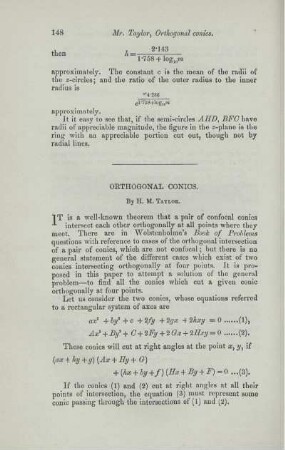 148 Mr. Taylor, Orthogonal conics.
then h = 2·143 / 1·758 + log_e m
approximately. The constant c is the mean of the radii of
the z-circles; and the ratio of the outer radius to the inner
radius is
approximately.
It it easy to see that, if the semi-circles AHD, BFC have
radii of appreciable magnitude, the figure in the z-plane is the
ring with an appreciable portion cut out, though not by
radial lines.
ORTHOGONAL CONICS.
By H. M. TAYLOR.
IT is a well-known theorem that a pair of confocal conics
intersect each other orthogonally at all points where they
meet. There are in Wolstenholme's Book of Problems
questions with reference to cases of the orthogonal intersection
of a pair of conics, which are not confocal; but there is no
general statement of the different cases which exist of two
conics intersecting orthogonally at four points. It is pro-
posed in this paper to attempt a solution of the general
problem—to find all the conics which cut a given conic
orthogonally at four points.
Let us consider the two conics, whose equations referred
to a rectangular system of axes are
ax² + by² + c + 2fy + 2gx + 2hxy = 0 ......(1),
Ax² + By² + C + 2Fy + 2Gx + 2Hxy = 0 ......(2).
These conics will cut at right angles at the point x, y, if
(ax + hy + g) (Ax + Hy + G)
+ (hx + by + f) (Hx + By + F) = 0 ...(3).
If the conics (1) and (2) cut at right angles at all their
points of intersection, the equation (3) must represent some
conic passing through the intersections of (1) and (2).